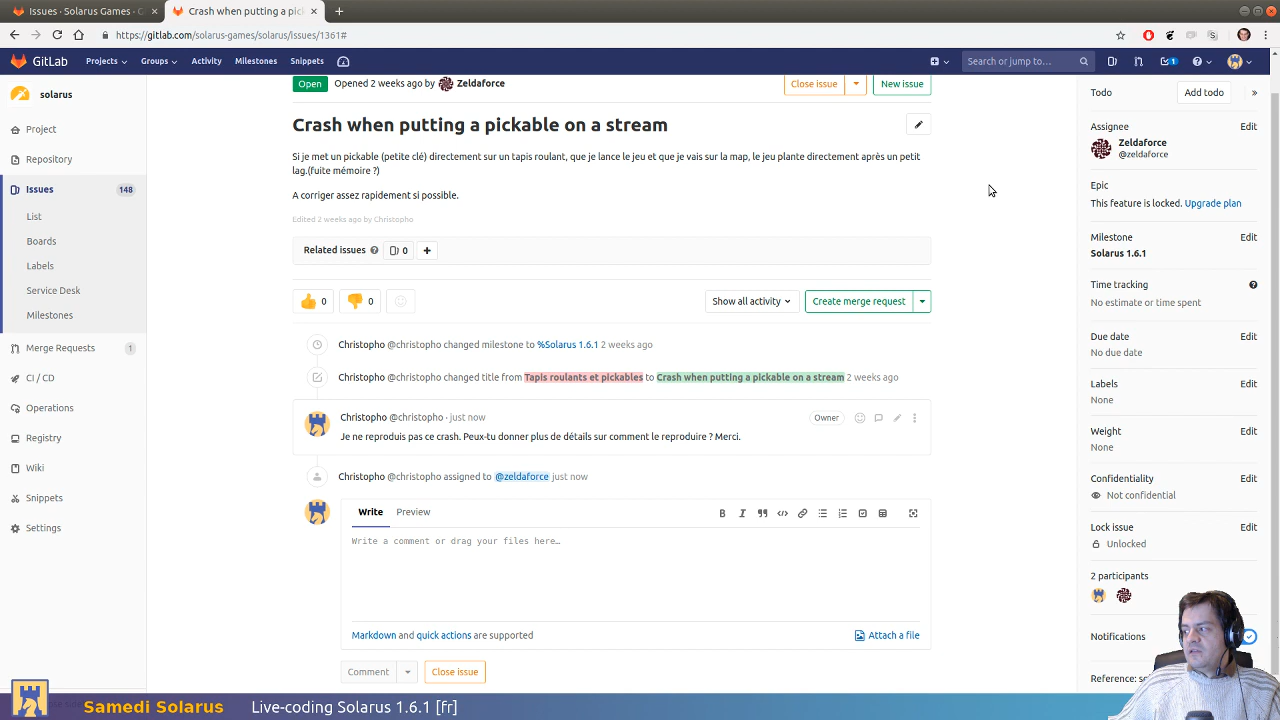 Issues · Solarus Games ·
Crash when putting a pick
https://gitlab.com/solarus-games/solarus/issues/1361#
GitLab
Projects
Groups
Activity
Milestones
Snippets
Search or jump to…
1
solarus
Project
Repository
Issues
148
List
Boards
Labels
Service Desk
Milestones
Merge Requests
1
CI / CD
Operations
Registry
Wiki
Snippets
Settings
Open
Opened 2 weeks ago by Zeldaforce
Close issue
New issue
Crash when putting a pickable on a stream
Si je met un pickable (petite clé) directement sur un tapis roulant, que je lance le jeu et que je vais sur la map, le jeu plante directement après un petit
lag.(fuite mémoire ?)
A corriger assez rapidement si possible.
Edited 2 weeks ago by Christopho
Related issues
0
0
0
Show all activity
Create merge request
Christopho @christopho changed milestone to %Solarus 1.6.1 2 weeks ago
Christopho @christopho changed title from Tapis roulants et pickables to Crash when putting a pickable on a stream 2 weeks ago
Christopho @christopho · just now
Owner
Je ne reproduis pas ce crash. Peux-tu donner plus de détails sur comment le reproduire ? Merci.
Christopho @christopho assigned to @zeldaforce just now
Write
Preview
Write a comment or drag your files here…
Markdown and quick actions are supported
Attach a file
Comment
Close issue
Todo
Add todo
Assignee
Edit
Zeldaforce
@zeldaforce
Epic
This feature is locked. Upgrade plan
Milestone
Edit
Solarus 1.6.1
Time tracking
No estimate or time spent
Due date
Edit
No due date
Labels
Edit
None
Weight
Edit
None
Confidentiality
Edit
Not confidential
Lock issue
Edit
Unlocked
2 participants
Notifications
Samedi Solarus
Live-coding Solarus 1.6.1 [fr]